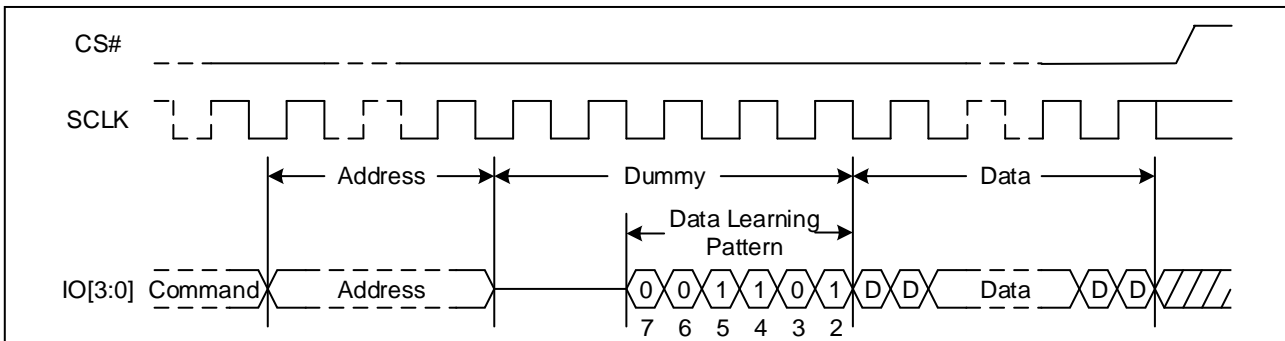 CS#
SCLK
Address Dummy Data
Data Learning
Pattern
IO[3:0] Command Address 0 0 1 1 0 1 D D Data D D
7 6 5 4 3 2